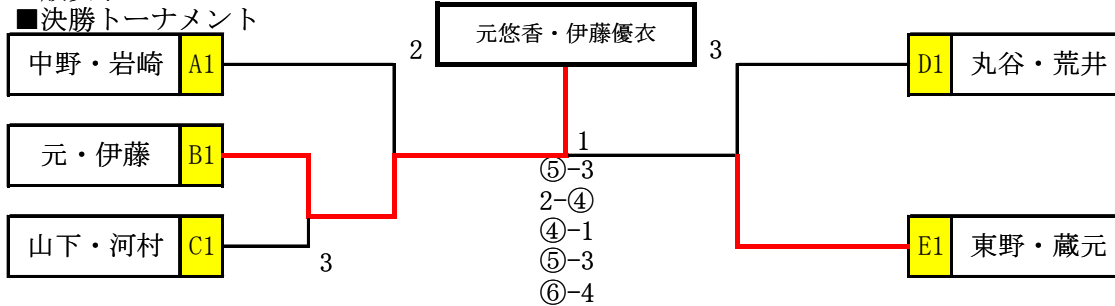 ■決勝トーナメント
元悠香・伊藤優衣
中野・岩崎 A1
2
3
D1 丸谷・荒井
元・伊藤 B1
1
⑤-3
2-④
④-1
⑤-3
⑥-4
山下・河村 C1
3
E1 東野・蔵元